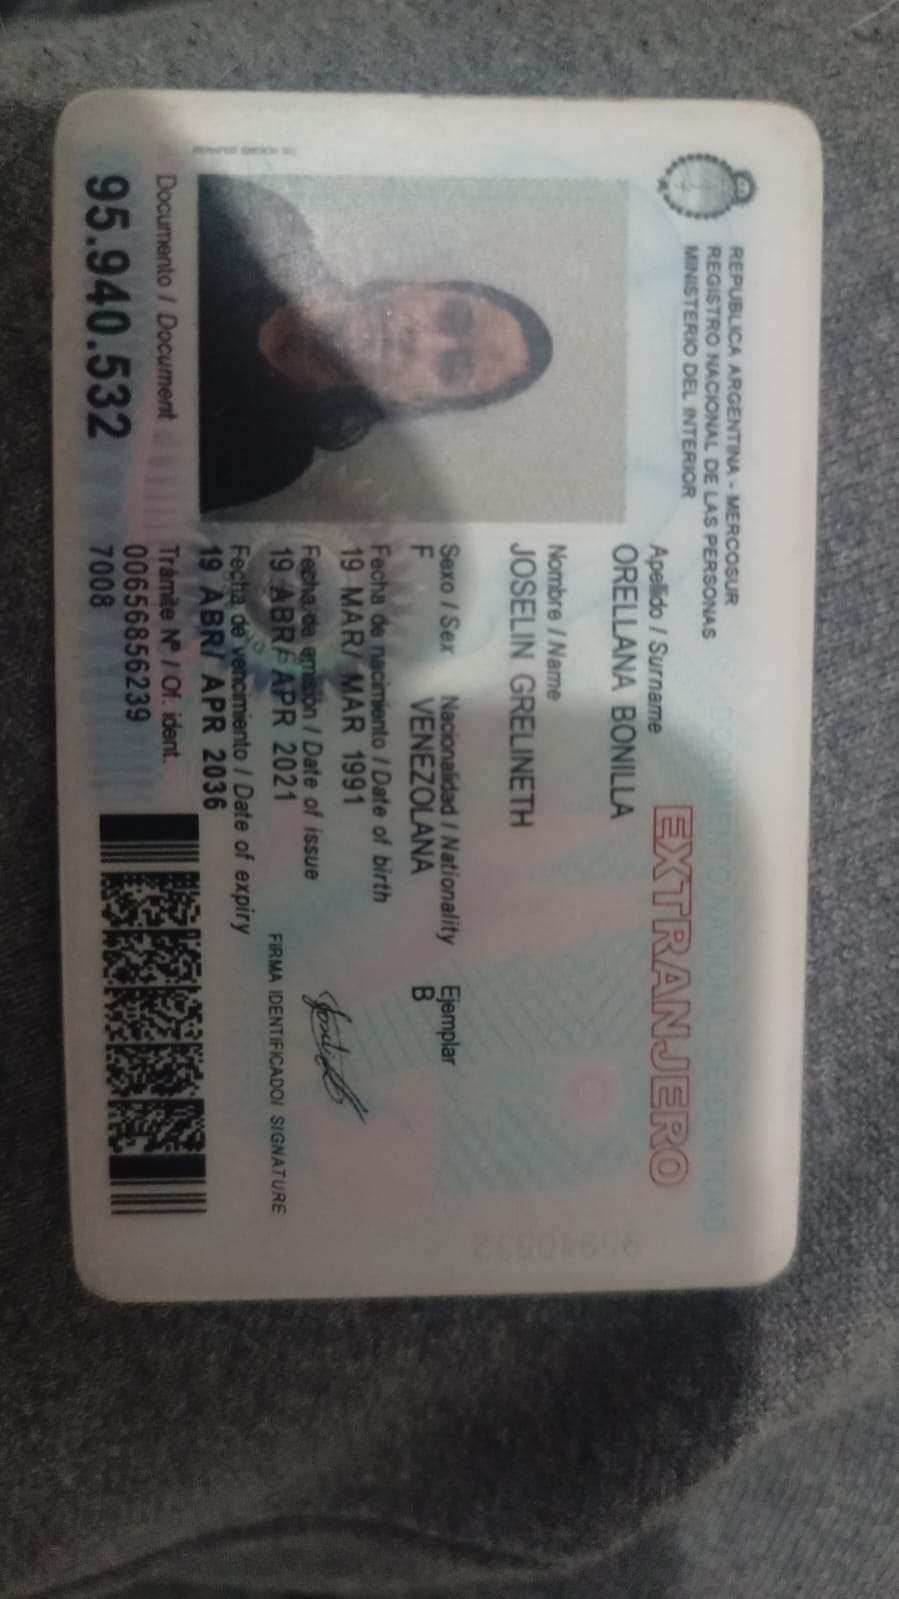 REPUBLICA ARGENTINA - MERCOSUR
REGISTRO NACIONAL DE LAS PERSONAS
MINISTERIO DEL INTERIOR
DOCUMENTO NACIONAL DE IDENTIDAD
EXTRANJERO
Apellido / Surname
ORELLANA BONILLA
Nombre / Name
JOSELIN GRELINETH
Sexo / Sex Nacionalidad / Nationality Ejemplar
F VENEZOLANA B
Fecha de nacimiento / Date of birth
19 MAR/ MAR 1991
Fecha de emisión / Date of issue
19 ABR/ APR 2021
Fecha de vencimiento / Date of expiry
19 ABR/ APR 2036
FIRMA IDENTIFICADO/ SIGNATURE
Trámite Nº / Of. ident.
00656856239
7008
Documento / Document
95.940.532
95940532